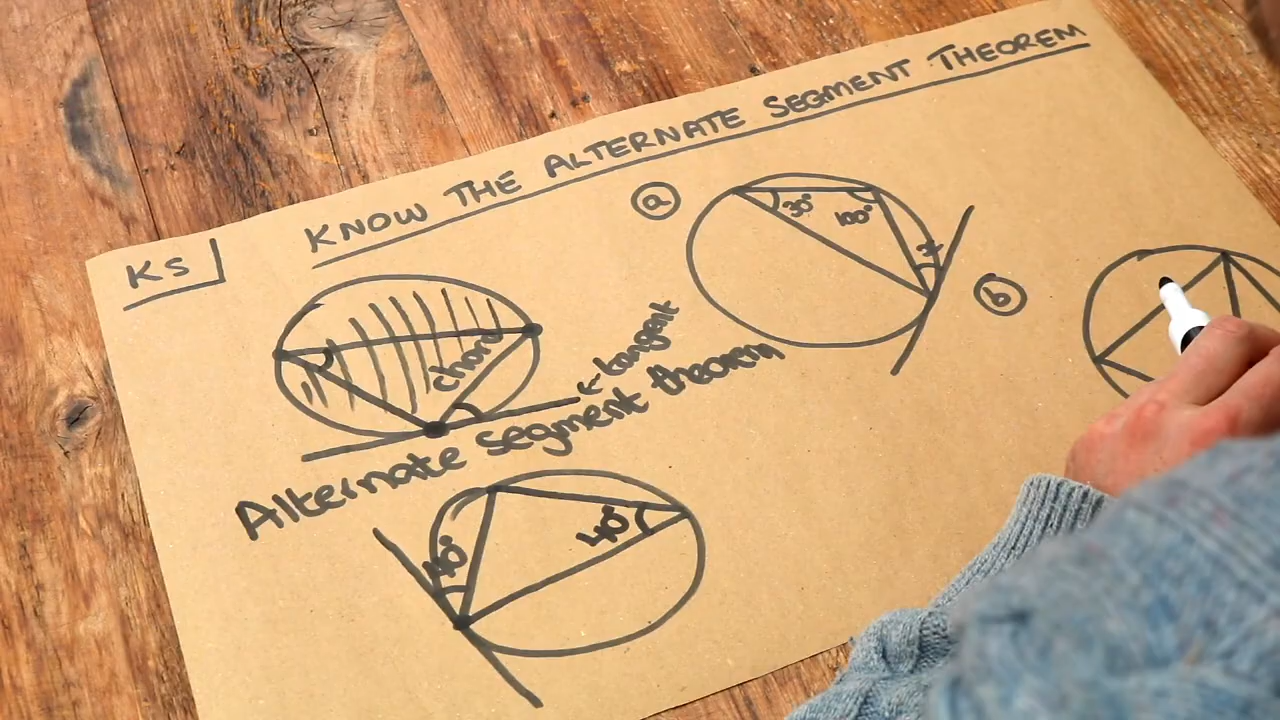 KNOW THE ALTERNATE SEGMENT THEOREM
KS
a
30°
100°
x
b
chord
← tangent
Alternate segment theorem
40°
40°